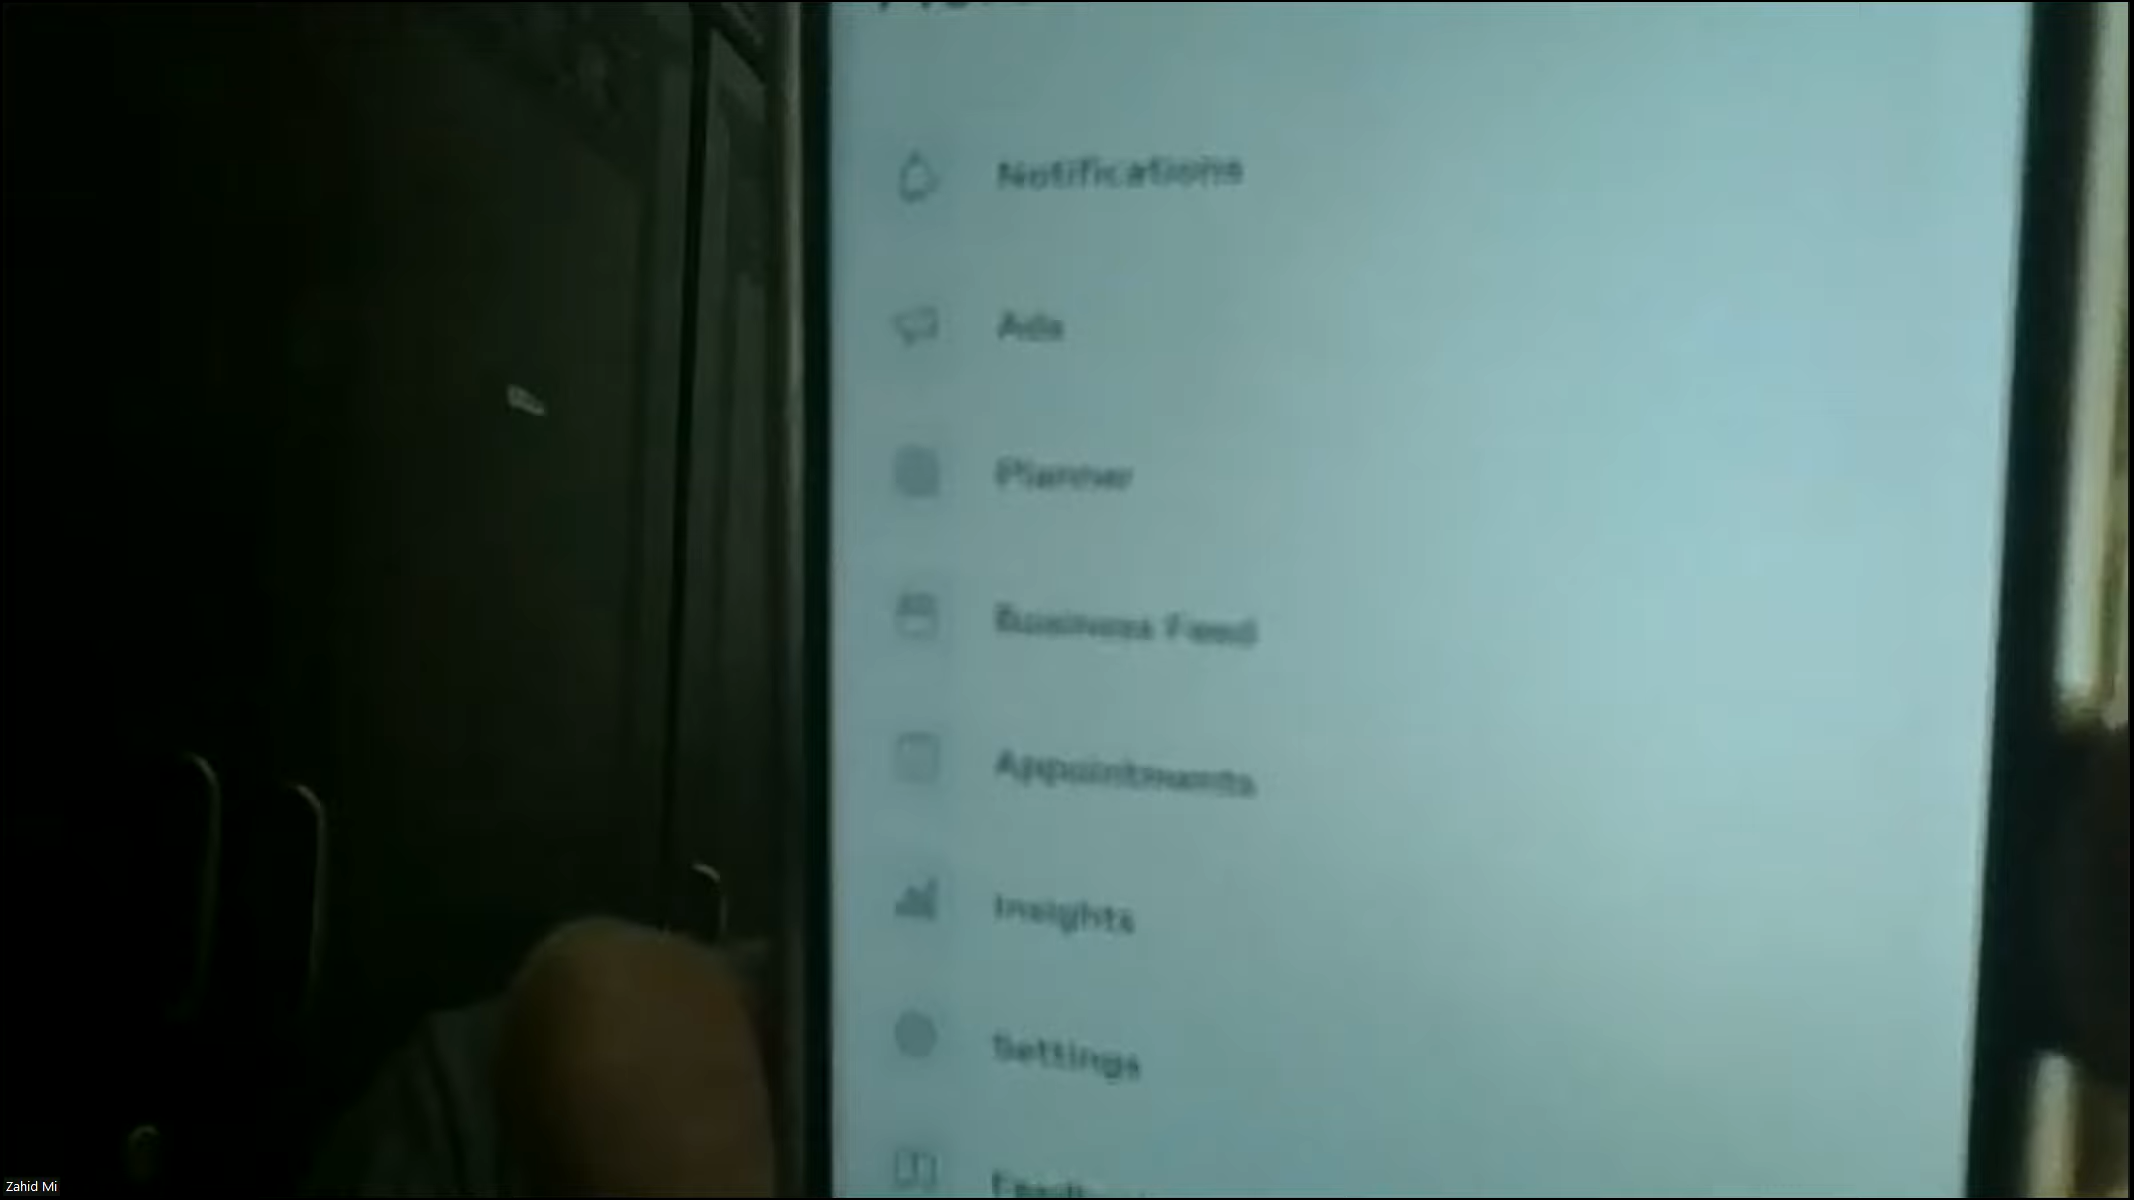 Notifications
Ads
Planner
Business Feed
Appointments
Insights
Settings
Zahid Mi